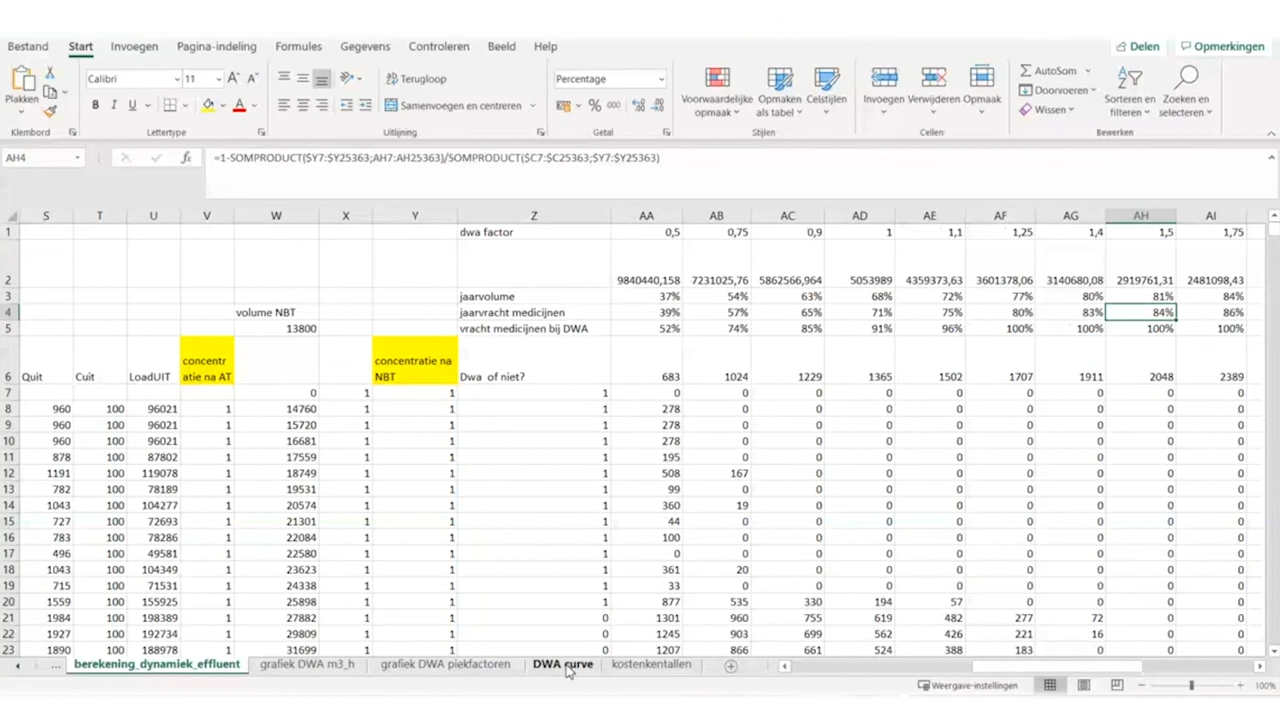 Bestand Start Invoegen Pagina-indeling Formules Gegevens Controleren Beeld Help Delen Opmerkingen
Plakken
Klembord
Calibri 11 A A
B I U A
Lettertype
Terugloop
Samenvoegen en centreren
Uitlijning
Percentage
% 000
Getal
Voorwaardelijke opmaak
Opmaken als tabel
Celstijlen
Stijlen
Invoegen Verwijderen Opmaak
Cellen
AutoSom
Doorvoeren
Wissen
Sorteren en filteren
Zoeken en selecteren
Bewerken
AH4 fx =1-SOMPRODUCT($Y7:$Y25363;AH7:AH25363)/SOMPRODUCT($C7:$C25363;$Y7:$Y25363)
S T U V W X Y Z AA AB AC AD AE AF AG AH AI
1 dwa factor 0,5 0,75 0,9 1 1,1 1,25 1,4 1,5 1,75
2 9840440,158 7231025,76 5862566,964 5053989 4359373,63 3601378,06 3140680,08 2919761,31 2481098,43
3 jaarvolume 37% 54% 63% 68% 72% 77% 80% 81% 84%
4 volume NBT jaarvracht medicijnen 39% 57% 65% 71% 75% 80% 83% 84% 86%
5 13800 vracht medicijnen bij DWA 52% 74% 85% 91% 96% 100% 100% 100% 100%
6 Quit Cuit LoadUIT concentr atie na AT concentratie na NBT Dwa of niet? 683 1024 1229 1365 1502 1707 1911 2048 2389
7 0 1 1 1 0 0 0 0 0 0 0 0 0
8 960 100 96021 1 14760 1 1 1 278 0 0 0 0 0 0 0 0
9 960 100 96021 1 15720 1 1 1 278 0 0 0 0 0 0 0 0
10 960 100 96021 1 16681 1 1 1 278 0 0 0 0 0 0 0 0
11 878 100 87802 1 17559 1 1 1 195 0 0 0 0 0 0 0 0
12 1191 100 119078 1 18749 1 1 1 508 167 0 0 0 0 0 0 0
13 782 100 78189 1 19531 1 1 1 99 0 0 0 0 0 0 0 0
14 1043 100 104277 1 20574 1 1 1 360 19 0 0 0 0 0 0 0
15 727 100 72693 1 21301 1 1 1 44 0 0 0 0 0 0 0 0
16 783 100 78286 1 22084 1 1 1 100 0 0 0 0 0 0 0 0
17 496 100 49581 1 22580 1 1 1 0 0 0 0 0 0 0 0 0
18 1043 100 104349 1 23623 1 1 1 361 20 0 0 0 0 0 0 0
19 715 100 71531 1 24338 1 1 1 33 0 0 0 0 0 0 0 0
20 1559 100 155925 1 25898 1 1 1 877 535 330 194 57 0 0 0 0
21 1984 100 198389 1 27882 1 1 0 1301 960 755 619 482 277 72 0 0
22 1927 100 192734 1 29809 1 1 0 1245 903 699 562 426 221 16 0 0
23 1890 100 188978 1 31699 1 1 0 1207 866 661 524 388 183 0 0 0
... berekening_dynamiek_effluent grafiek DWA m3_h grafiek DWA piekfactoren DWA curve kostenkentallen
Weergave-instellingen 100%